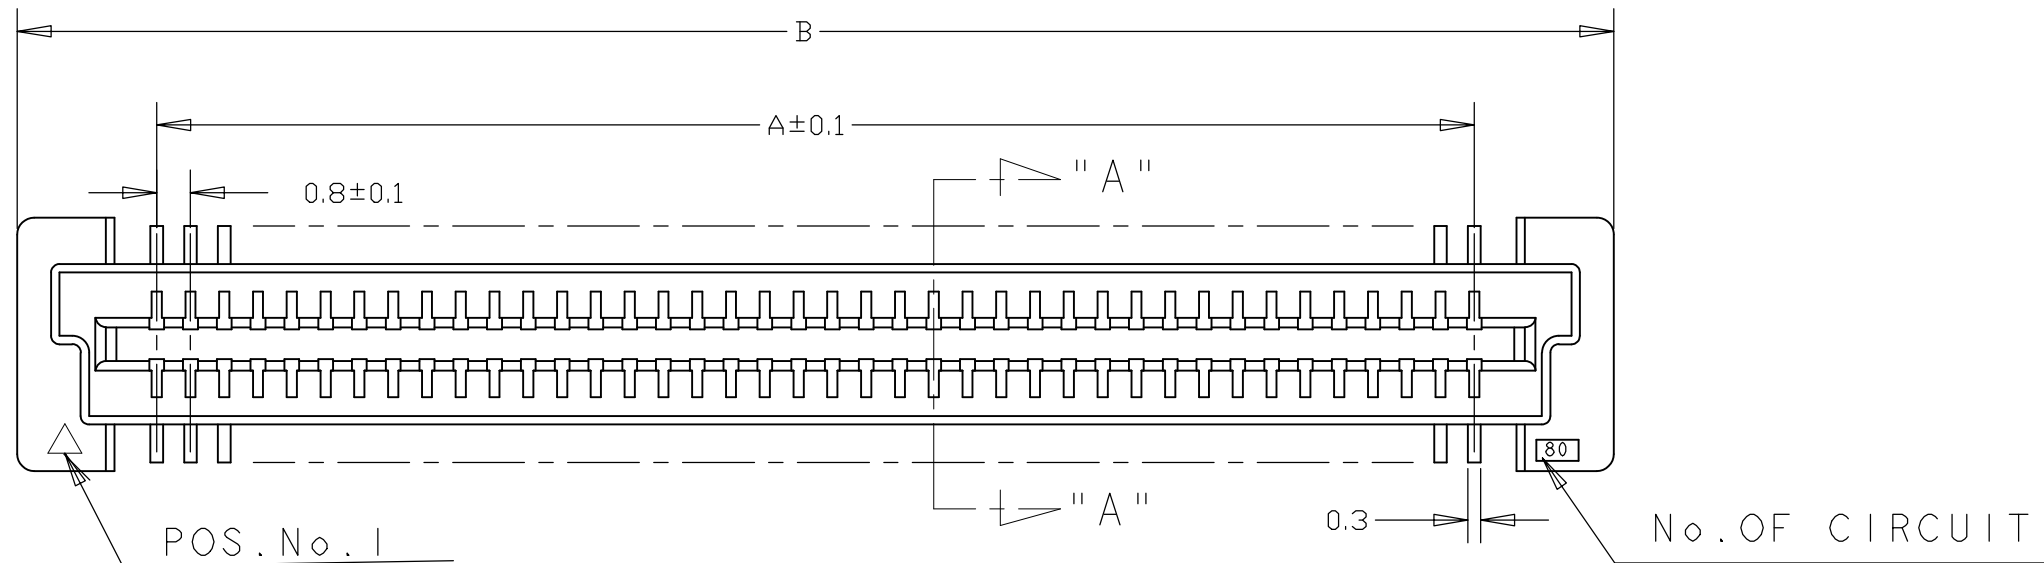 B
A±0.1
"A"
0.8±0.1
80
"A"
0.3
POS.No.1
No.OF CIRCUIT